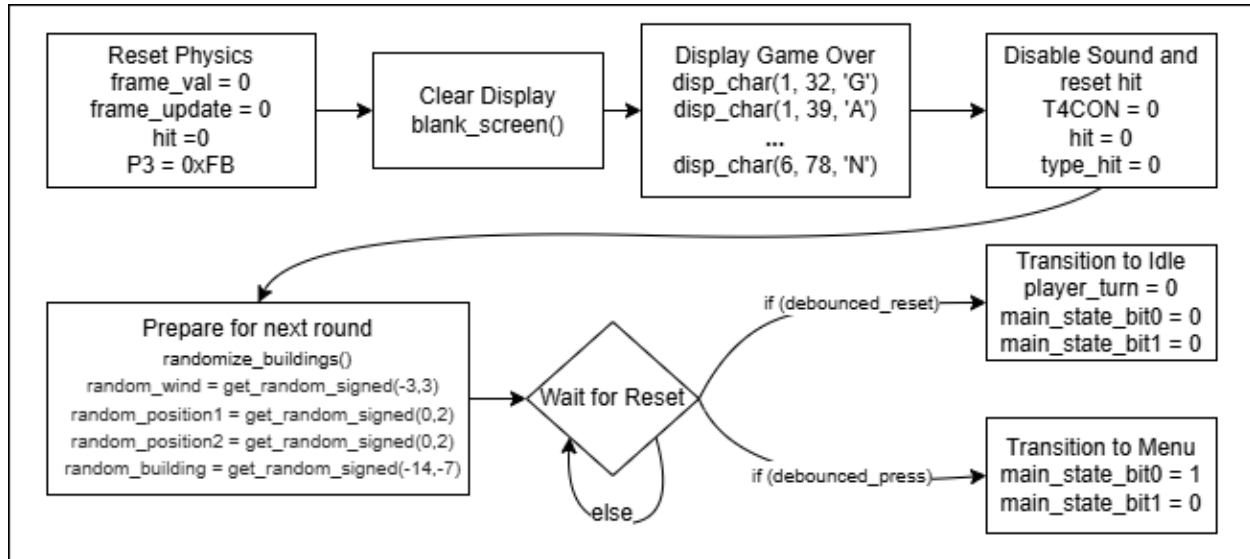 Reset Physics
frame_val = 0
frame_update = 0
hit =0
P3 = 0xFB
Clear Display
blank_screen()
Display Game Over
disp_char(1, 32, 'G')
disp_char(1, 39, 'A')
...
disp_char(6, 78, 'N')
Disable Sound and
reset hit
T4CON = 0
hit = 0
type_hit = 0
Prepare for next round
randomize_buildings()
random_wind = get_random_signed(-3,3)
random_position1 = get_random_signed(0,2)
random_position2 = get_random_signed(0,2)
random_building = get_random_signed(-14,-7)
Wait for Reset
else
if (debounced_reset)
Transition to Idle
player_turn = 0
main_state_bit0 = 0
main_state_bit1 = 0
if (debounced_press)
Transition to Menu
main_state_bit0 = 1
main_state_bit1 = 0